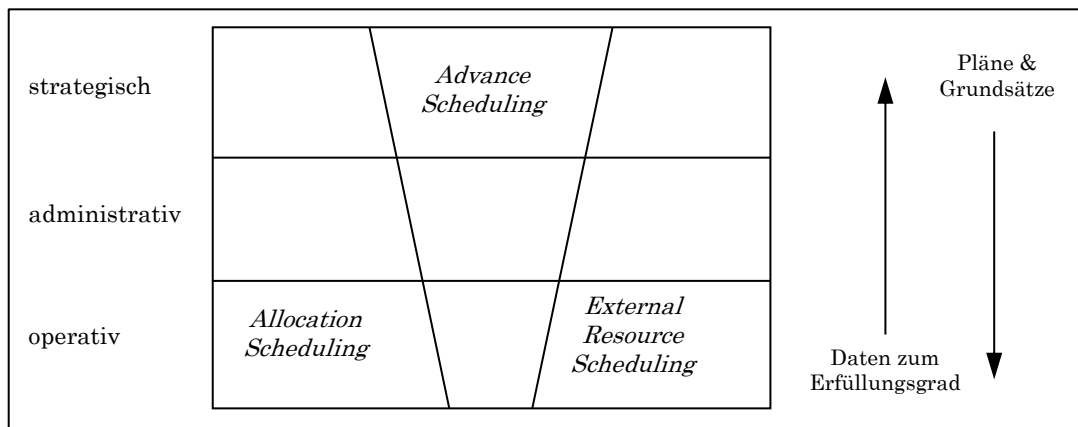 strategisch
Advance
Scheduling
Pläne &
Grundsätze
administrativ
operativ
Allocation
Scheduling
External
Resource
Scheduling
Daten zum
Erfüllungsgrad